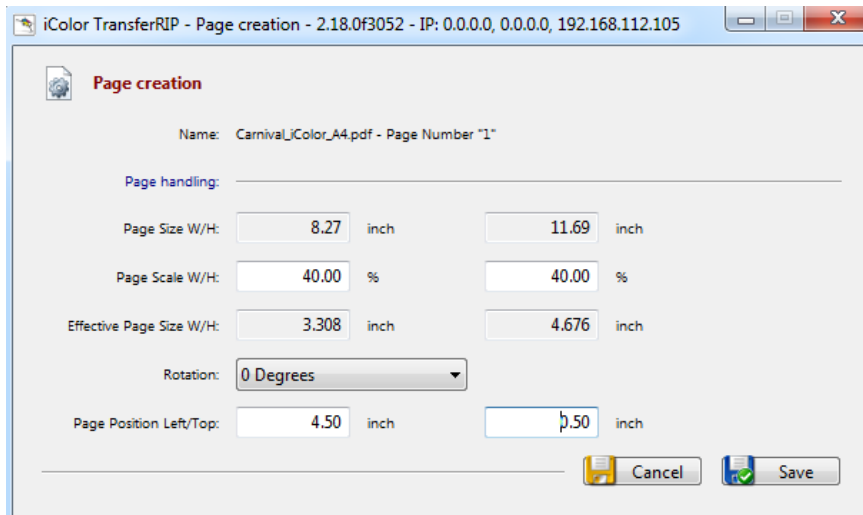 iColor TransferRIP - Page creation - 2.18.0f3052 - IP: 0.0.0.0, 0.0.0.0, 192.168.112.105
Page creation
Name: Carnival_iColor_A4.pdf - Page Number "1"
Page handling:
Page Size W/H: 8.27 inch 11.69 inch
Page Scale W/H: 40.00 % 40.00 %
Effective Page Size W/H: 3.308 inch 4.676 inch
Rotation: 0 Degrees
Page Position Left/Top: 4.50 inch 0.50 inch
Cancel Save